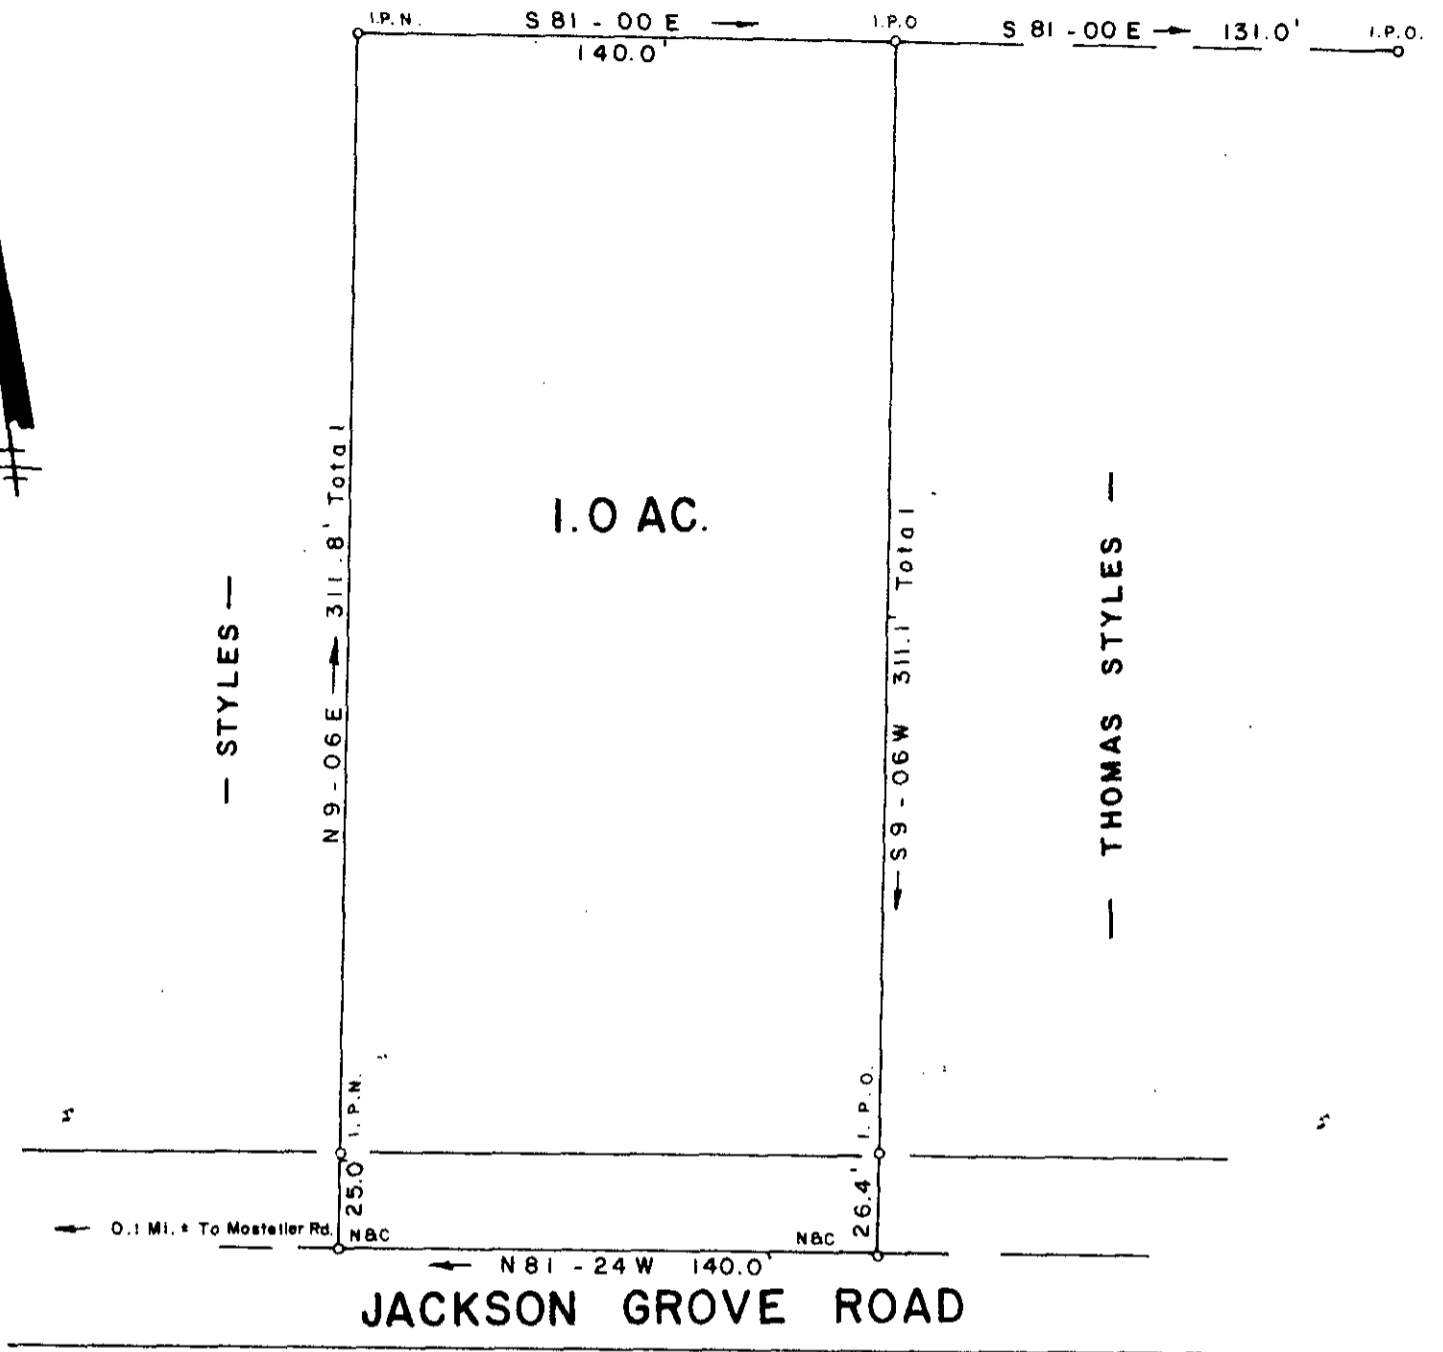 I.P.N.
S 81 - 00 E
140.0'
I.P.O
S 81 - 00 E
131.0'
I.P.O.
N 9 - 06 E
311.8' Total
1.0 AC.
S 9 - 06 W
311.1' Total
— STYLES —
— THOMAS STYLES —
I.P.N.
I.P.O.
25.0'
26.4'
0.1 Mi. ± To Mosteller Rd.
N&C
N&C
N 81 - 24 W 140.0'
JACKSON GROVE ROAD